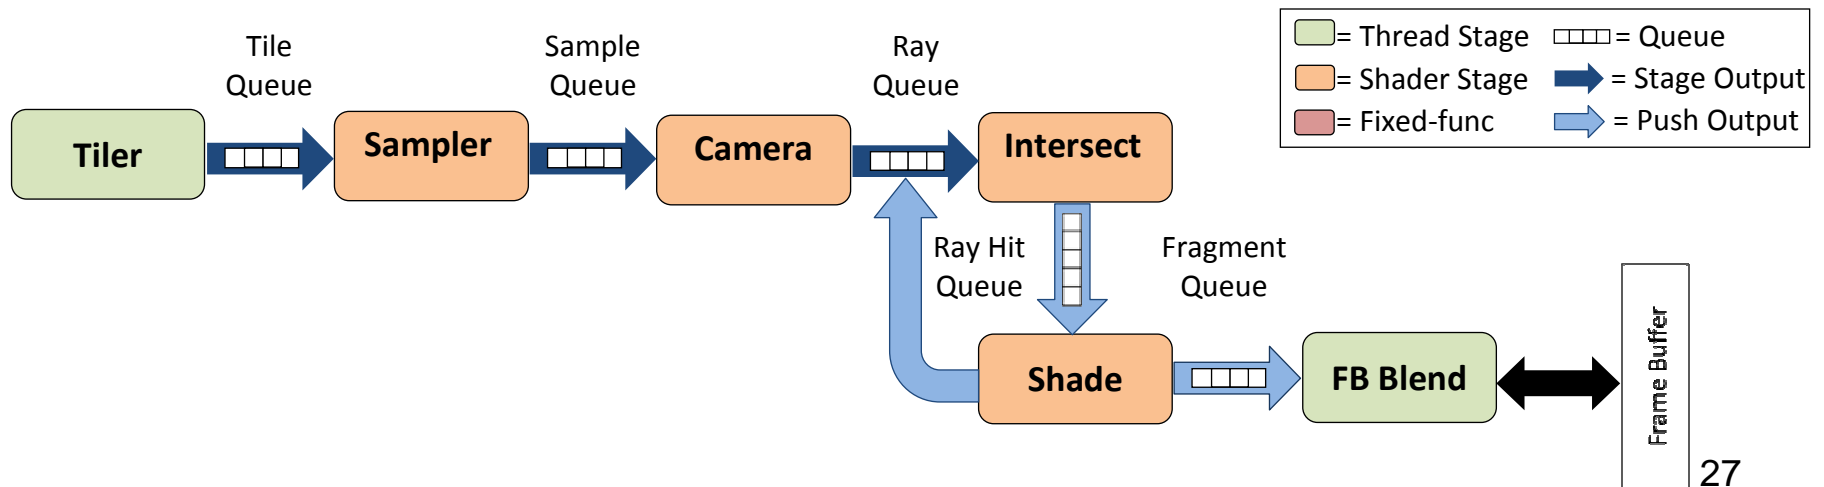 Tile
Queue
Sample
Queue
Ray
Queue
= Thread Stage
= Queue
= Shader Stage
= Stage Output
= Fixed-func
= Push Output
Tiler
Sampler
Camera
Intersect
Ray Hit
Queue
Fragment
Queue
Shade
FB Blend
Frame Buffer
27